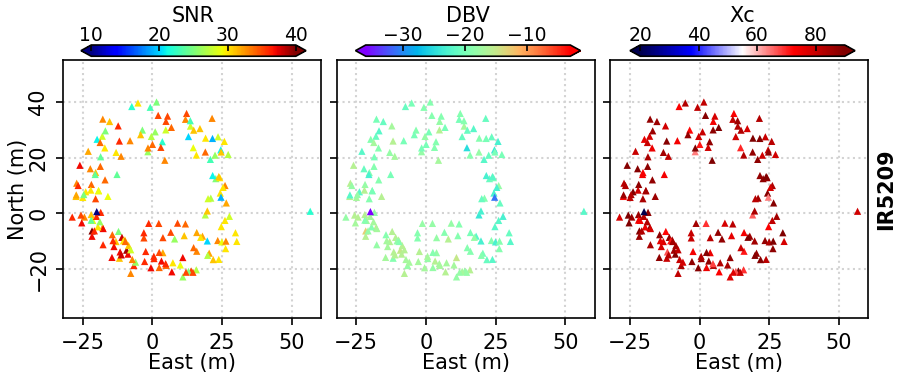 SNR DBV Xc
10 20 30 40 −30 −20 −10 20 40 60 80
40
20
0
−20
North (m)
IR5209
−25 0 25 50 −25 0 25 50 −25 0 25 50
East (m) East (m) East (m)